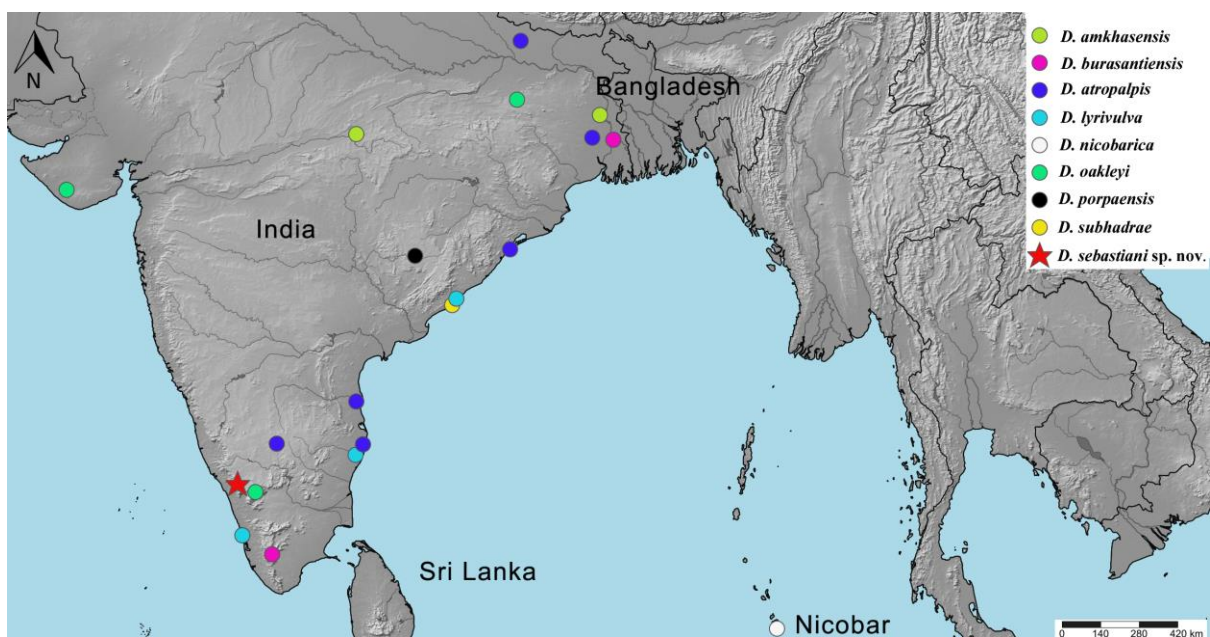 N
Bangladesh
India
Sri Lanka
Nicobar
D. amkhasensis
D. burasantiensis
D. atropalpis
D. lyrivulva
D. nicobarica
D. oakleyi
D. porpaensis
D. subhadrae
D. sebastiani sp. nov.
0 140 280 420 km